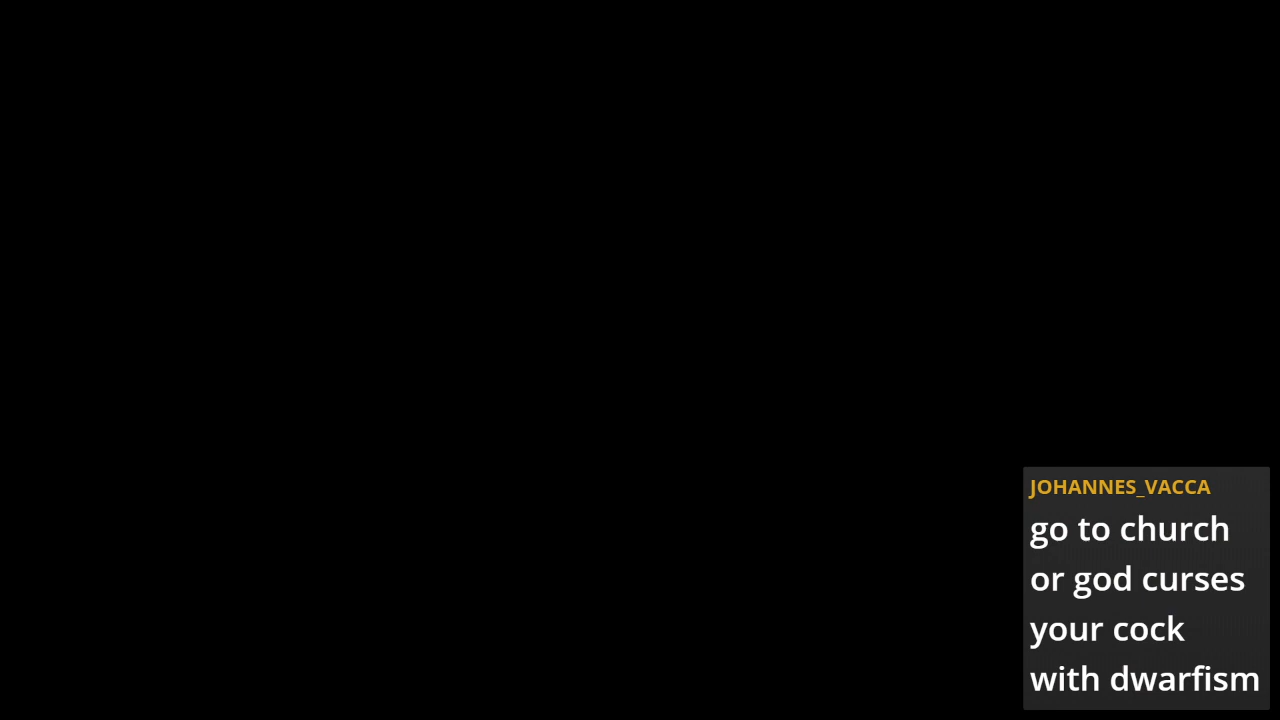 JOHANNES_VACCA
go to church
or god curses
your cock
with dwarfism